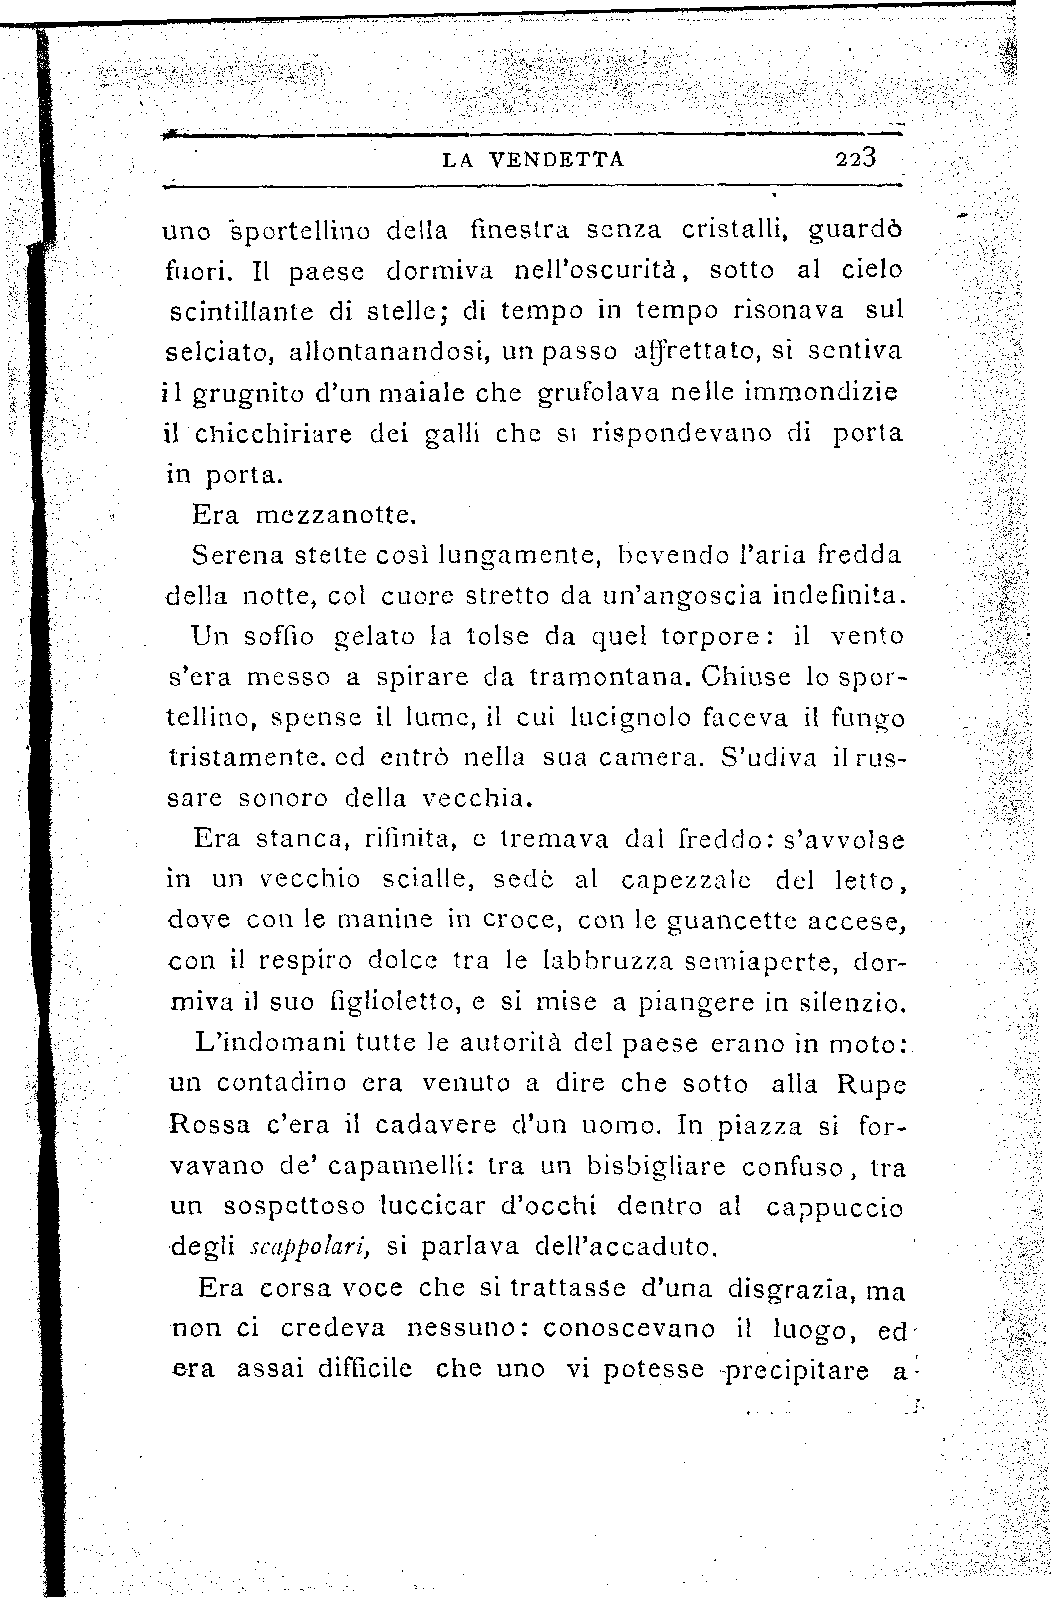 LA VENDETTA 223
uno sportellino della finestra senza cristalli, guardò
fuori. Il paese dormiva nell'oscurità, sotto al cielo
scintillante di stelle; di tempo in tempo risonava sul
selciato, allontanandosi, un passo affrettato, si sentiva
il grugnito d'un maiale che grufolava nelle immondizie
il chicchiriare dei galli che si rispondevano di porta
in porta.
Era mezzanotte.
Serena stette così lungamente, bevendo l'aria fredda
della notte, col cuore stretto da un'angoscia indefinita.
Un soffio gelato la tolse da quel torpore: il vento
s'era messo a spirare da tramontana. Chiuse lo spor-
tellino, spense il lume, il cui lucignolo faceva il fungo
tristamente. ed entrò nella sua camera. S'udiva il rus-
sare sonoro della vecchia.
Era stanca, rifinita, e tremava dal freddo: s'avvolse
in un vecchio scialle, sedè al capezzale del letto,
dove con le manine in croce, con le guancette accese,
con il respiro dolce tra le labbruzza semiaperte, dor-
miva il suo figlioletto, e si mise a piangere in silenzio.
L'indomani tutte le autorità del paese erano in moto:
un contadino era venuto a dire che sotto alla Rupe
Rossa c'era il cadavere d'un uomo. In piazza si for-
vavano de' capannelli: tra un bisbigliare confuso, tra
un sospettoso luccicar d'occhi dentro al cappuccio
degli scappolari, si parlava dell'accaduto.
Era corsa voce che si trattasse d'una disgrazia, ma
non ci credeva nessuno: conoscevano il luogo, ed
era assai difficile che uno vi potesse precipitare a